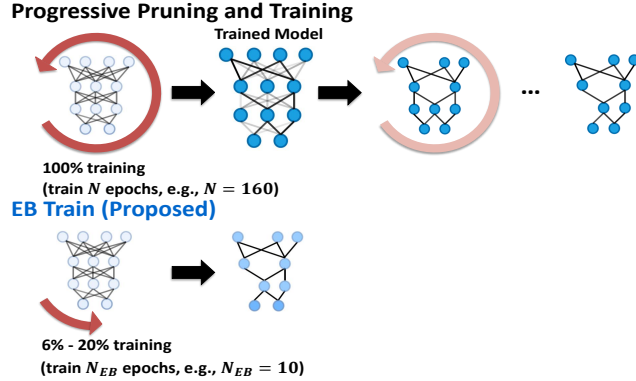 Progressive Pruning and Training
Trained Model
...
100% training
(train N epochs, e.g., N = 160)
EB Train (Proposed)
6% - 20% training
(train N_EB epochs, e.g., N_EB = 10)